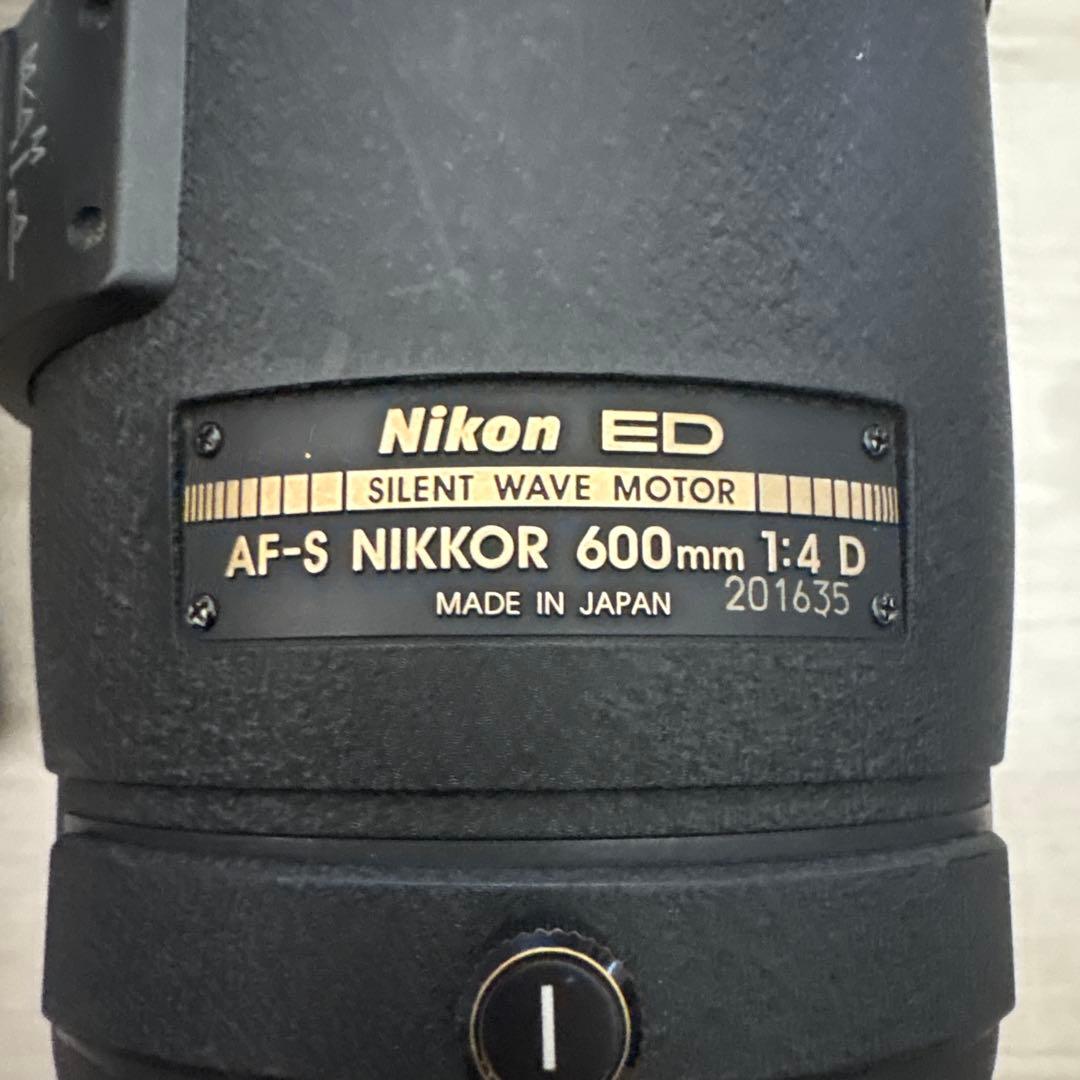 Nikon ED
SILENT WAVE MOTOR
AF-S NIKKOR 600mm 1:4 D
MADE IN JAPAN 201635